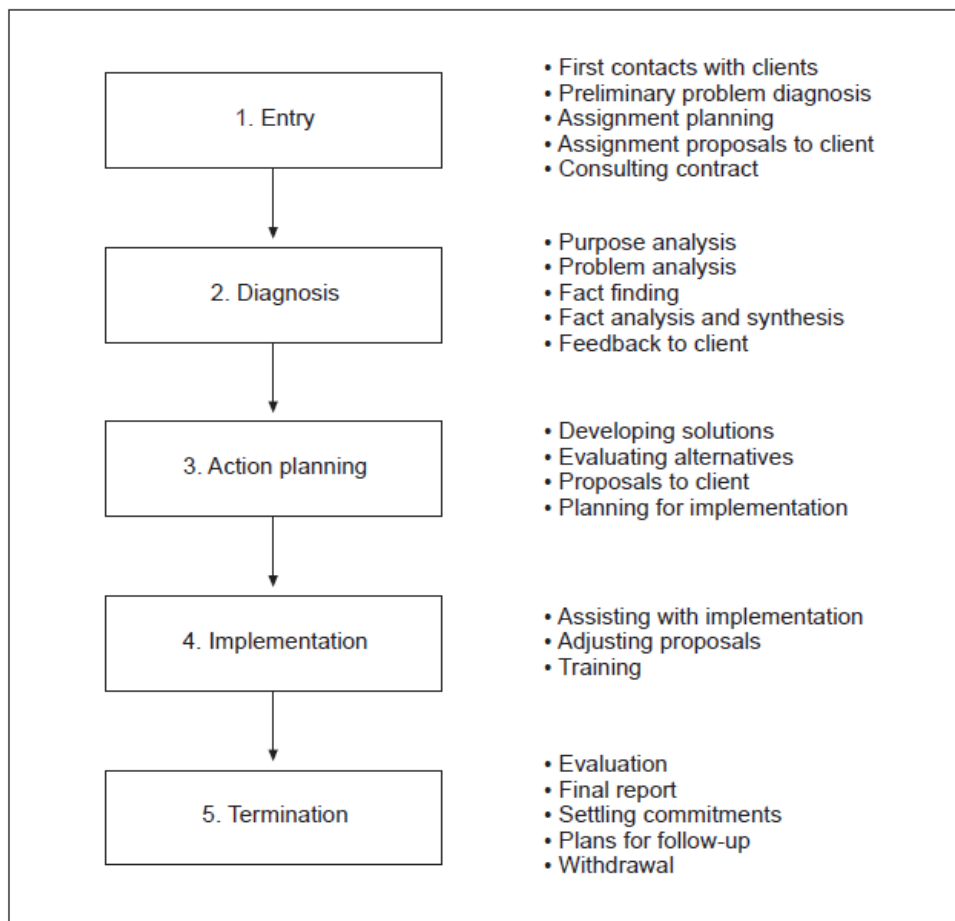 1. Entry
• First contacts with clients
• Preliminary problem diagnosis
• Assignment planning
• Assignment proposals to client
• Consulting contract
2. Diagnosis
• Purpose analysis
• Problem analysis
• Fact finding
• Fact analysis and synthesis
• Feedback to client
3. Action planning
• Developing solutions
• Evaluating alternatives
• Proposals to client
• Planning for implementation
4. Implementation
• Assisting with implementation
• Adjusting proposals
• Training
5. Termination
• Evaluation
• Final report
• Settling commitments
• Plans for follow-up
• Withdrawal